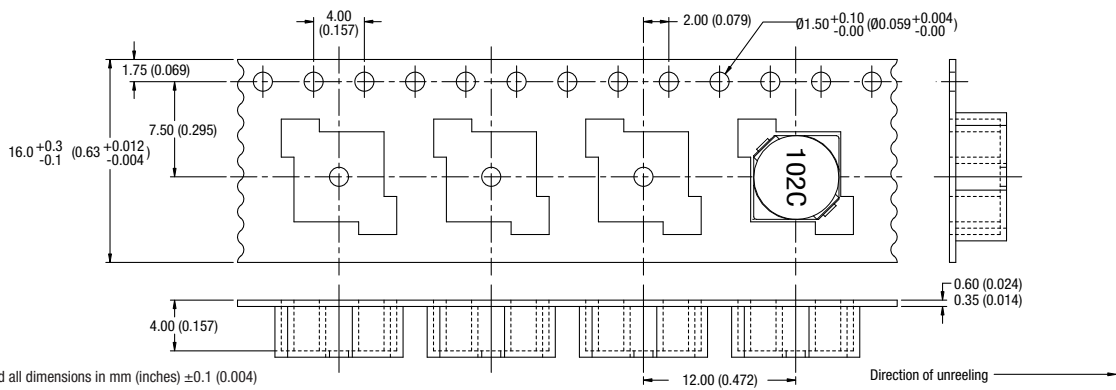 4.00
(0.157)
2.00 (0.079)
Ø1.50 +0.10 -0.00 (Ø0.059 +0.004 -0.00)
1.75 (0.069)
7.50 (0.295)
16.0 +0.3 -0.1 (0.63 +0.012 -0.004)
102C
0.60 (0.024)
0.35 (0.014)
4.00 (0.157)
all dimensions in mm (inches) ±0.1 (0.004)
12.00 (0.472)
Direction of unreeling